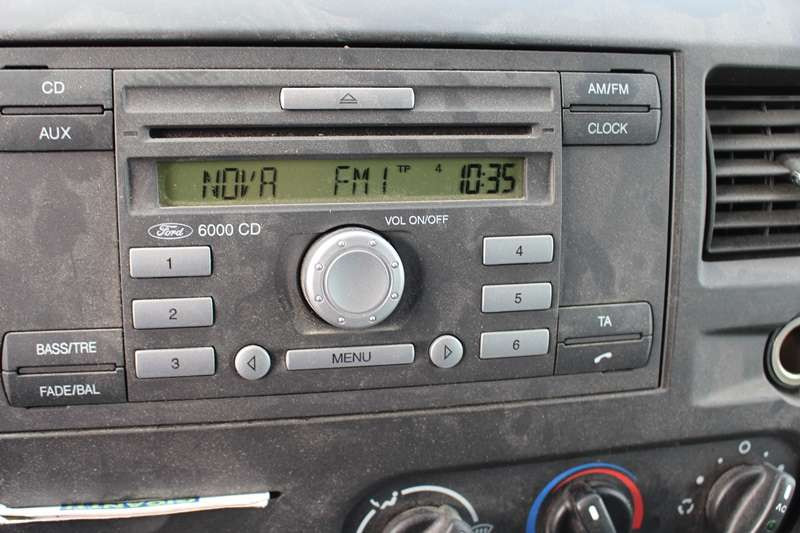 CD
AUX
AM/FM
CLOCK
NOVA FM1 TP 4 10:35
Ford 6000 CD
VOL ON/OFF
1
2
3
4
5
6
MENU
BASS/TRE
FADE/BAL
TA